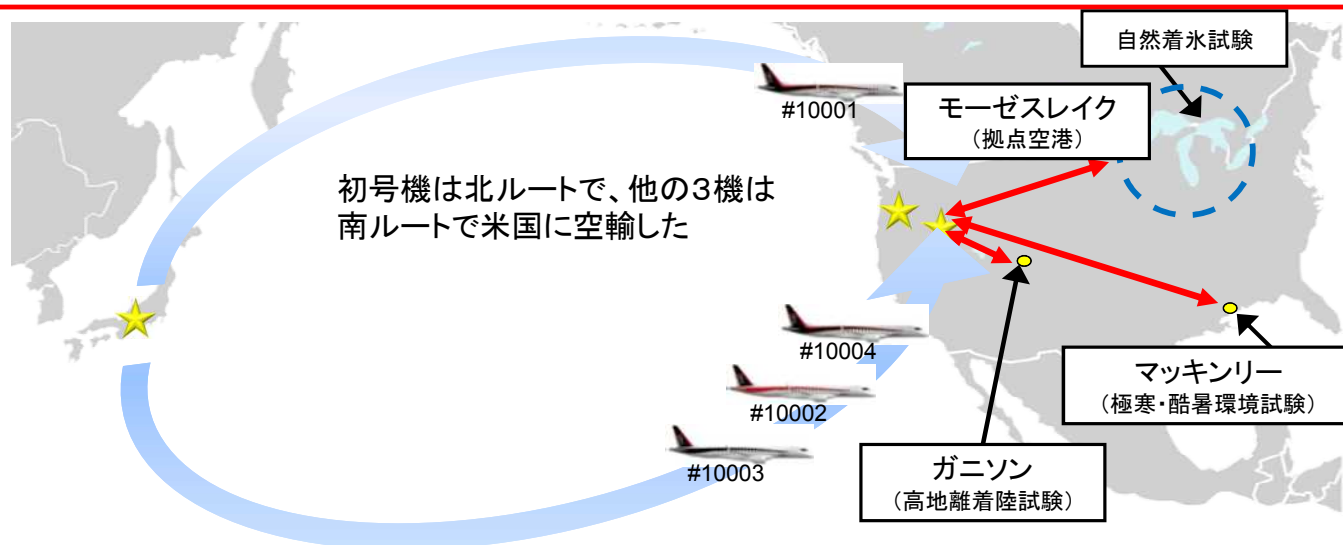 自然着氷試験
#10001
モーゼスレイク
（拠点空港）
初号機は北ルートで、他の３機は
南ルートで米国に空輸した
#10004
マッキンリー
（極寒・酷暑環境試験）
#10002
#10003
ガニソン
（高地離着陸試験）